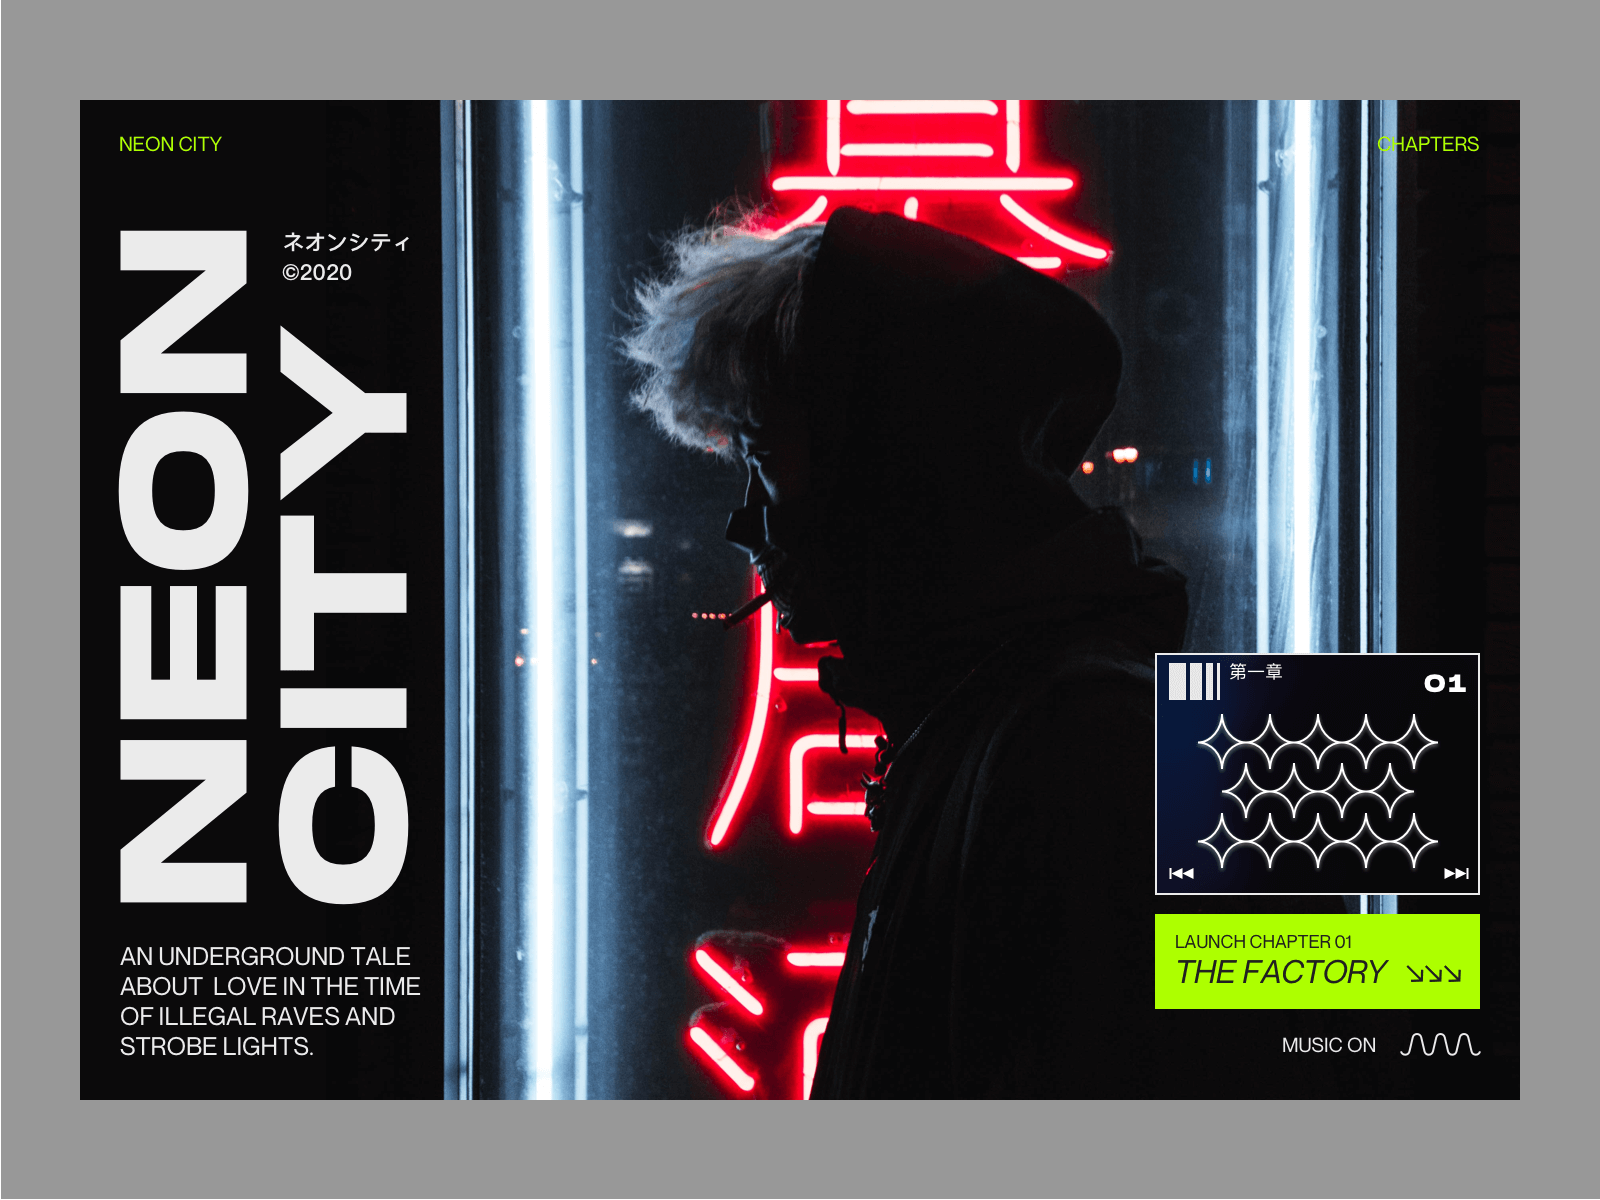 NEON CITY
CHAPTERS
NEON
CITY
ネオンシティ
©2020
AN UNDERGROUND TALE
ABOUT LOVE IN THE TIME
OF ILLEGAL RAVES AND
STROBE LIGHTS.
第一章
01
LAUNCH CHAPTER 01
THE FACTORY
MUSIC ON